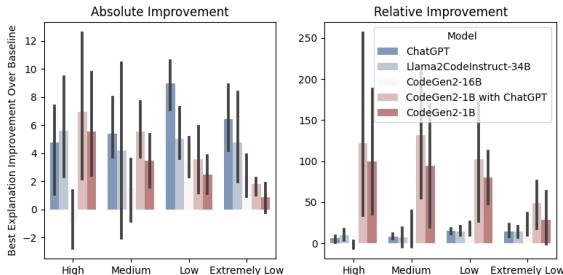 Absolute Improvement
Best Explanation Improvement Over Baseline
12
10
8
6
4
2
0
−2
High Medium Low Extremely Low
Relative Improvement
250
200
150
100
50
0
High Medium Low Extremely Low
Model
ChatGPT
Llama2CodeInstruct-34B
CodeGen2-16B
CodeGen2-1B with ChatGPT
CodeGen2-1B